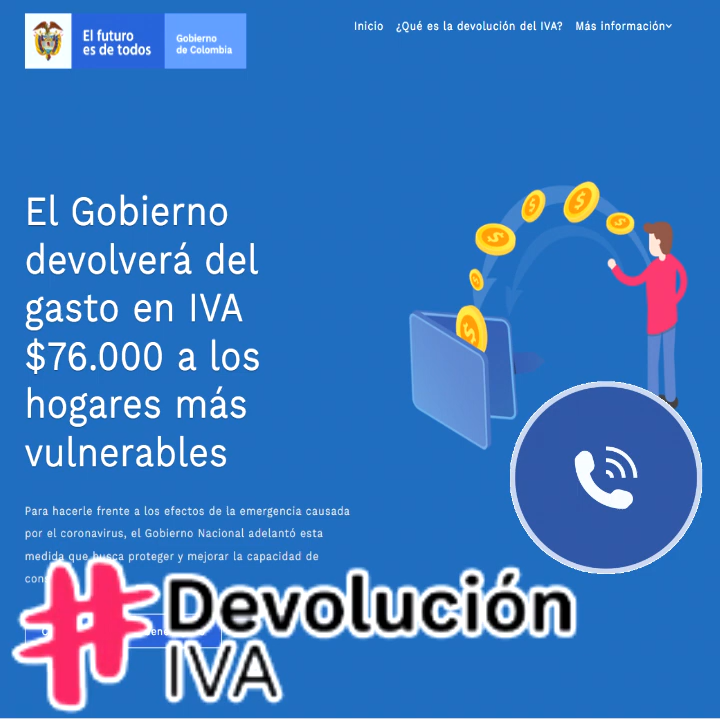 El futuro
es de todos
Gobierno
de Colombia
Inicio ¿Qué es la devolución del IVA? Más información
El Gobierno
devolverá del
gasto en IVA
$76.000 a los
hogares más
vulnerables
Para hacerle frente a los efectos de la emergencia causada
por el coronavirus, el Gobierno Nacional adelantó esta
medida que busca proteger y mejorar la capacidad de
#Devolución
IVA